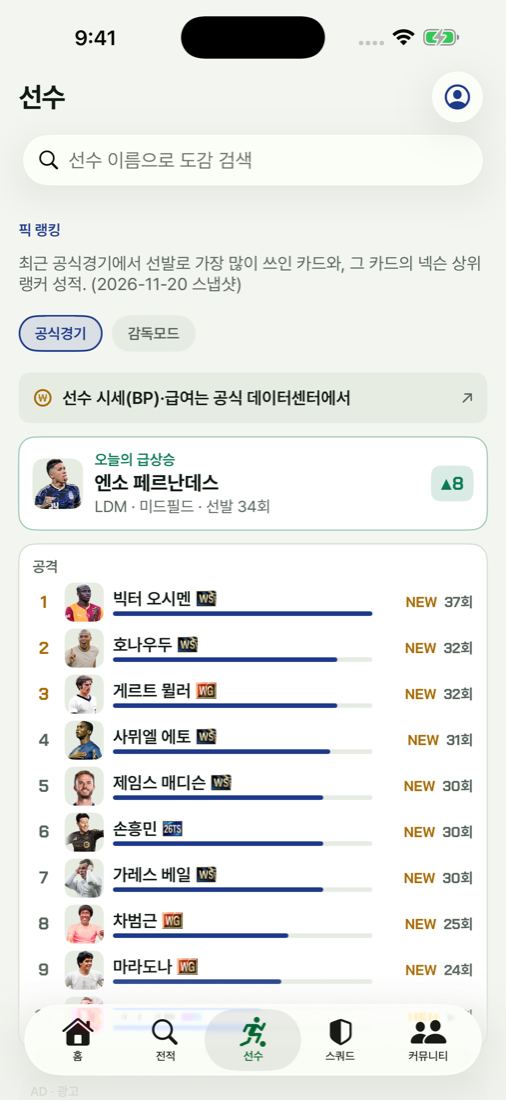 9:41
선수
선수 이름으로 도감 검색
픽 랭킹
최근 공식경기에서 선발로 가장 많이 쓰인 카드와, 그 카드의 넥슨 상위
랭커 성적. (2026-11-20 스냅샷)
공식경기 감독모드
선수 시세(BP)·급여는 공식 데이터센터에서
오늘의 급상승
엔소 페르난데스
LDM · 미드필드 · 선발 34회
▲8
공격
1 빅터 오시멘 WS NEW 37회
2 호나우두 WS NEW 32회
3 게르트 뮐러 WG NEW 32회
4 사뮈엘 에토 WS NEW 31회
5 제임스 매디슨 WS NEW 30회
6 손흥민 26TS NEW 30회
7 가레스 베일 WS NEW 30회
8 차범근 WG NEW 25회
9 마라도나 WG NEW 24회
홈 전적 선수 스쿼드 커뮤니티
AD · 광고